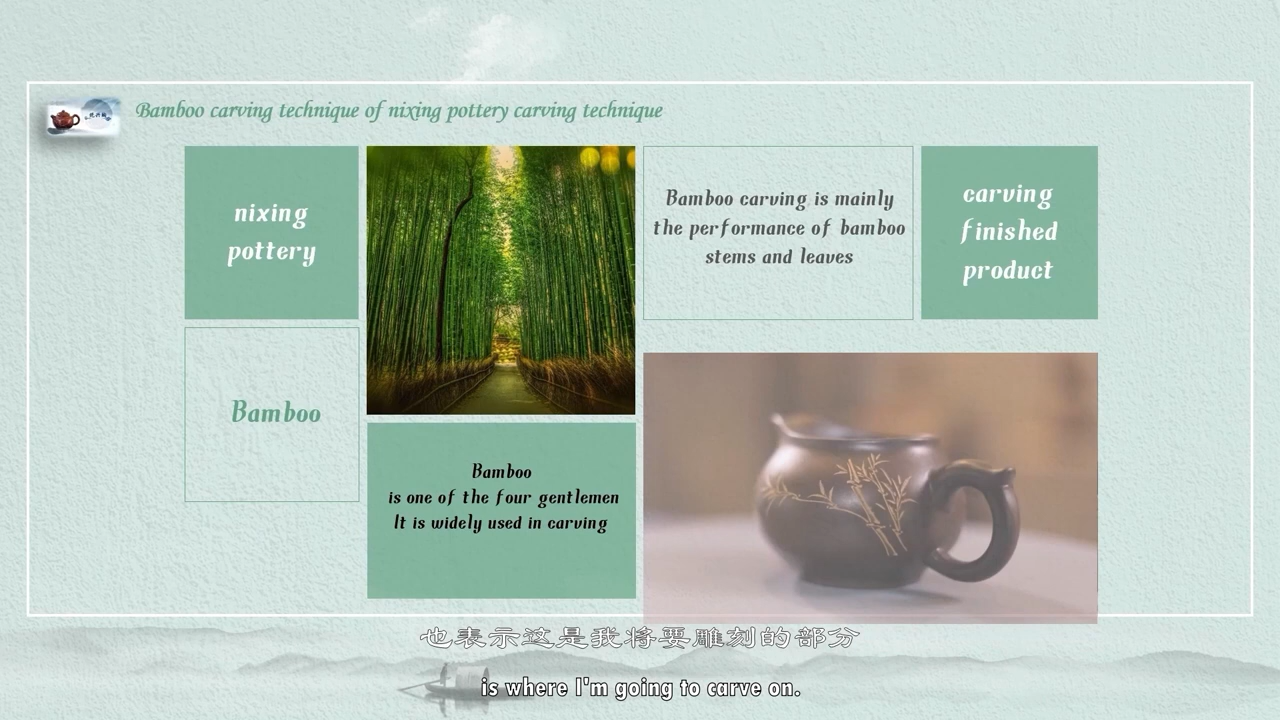 Bamboo carving technique of nixing pottery carving technique
nixing
pottery
Bamboo carving is mainly
the performance of bamboo
stems and leaves
carving
finished
product
Bamboo
Bamboo
is one of the four gentlemen
It is widely used in carving
也表示这是我将要雕刻的部分
is where I'm going to carve on.